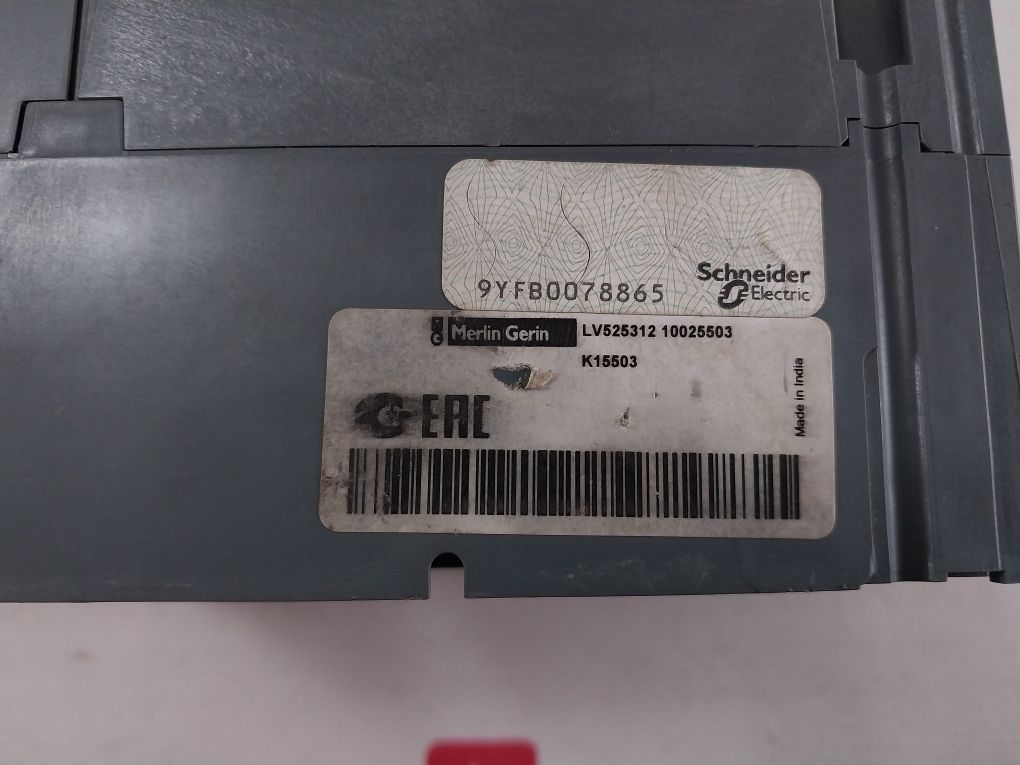 9YFB0078865
Schneider
Electric
Merlin Gerin
LV525312 10025503
K15503
EAC
Made in India